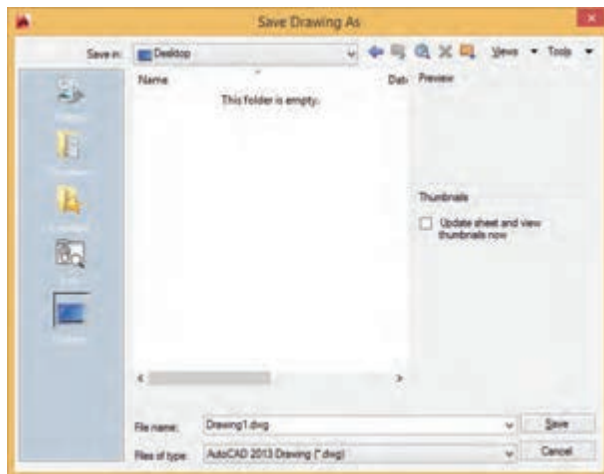 Save Drawing As
Save in: Desktop Views Tools
Name Date Preview
This folder is empty.
Thumbnails
Update sheet and view
thumbnails now
File name: Drawing1.dwg Save
Files of type: AutoCAD 2013 Drawing (*.dwg) Cancel